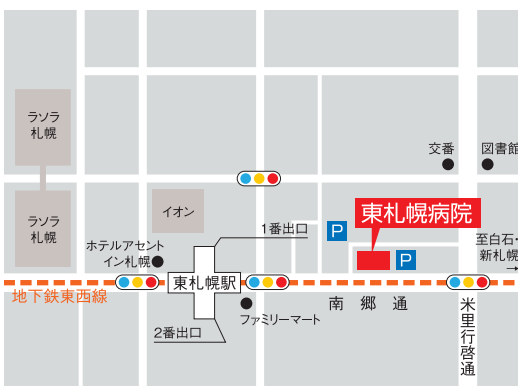 ラソラ
札幌
交番
図書館
ラソラ
札幌
イオン
P
東札幌病院
1番出口
ホテルアセント
イン札幌
東札幌駅
P
至白石・
新札幌
→
地下鉄東西線
2番出口
ファミリーマート
南郷通
米里行啓通